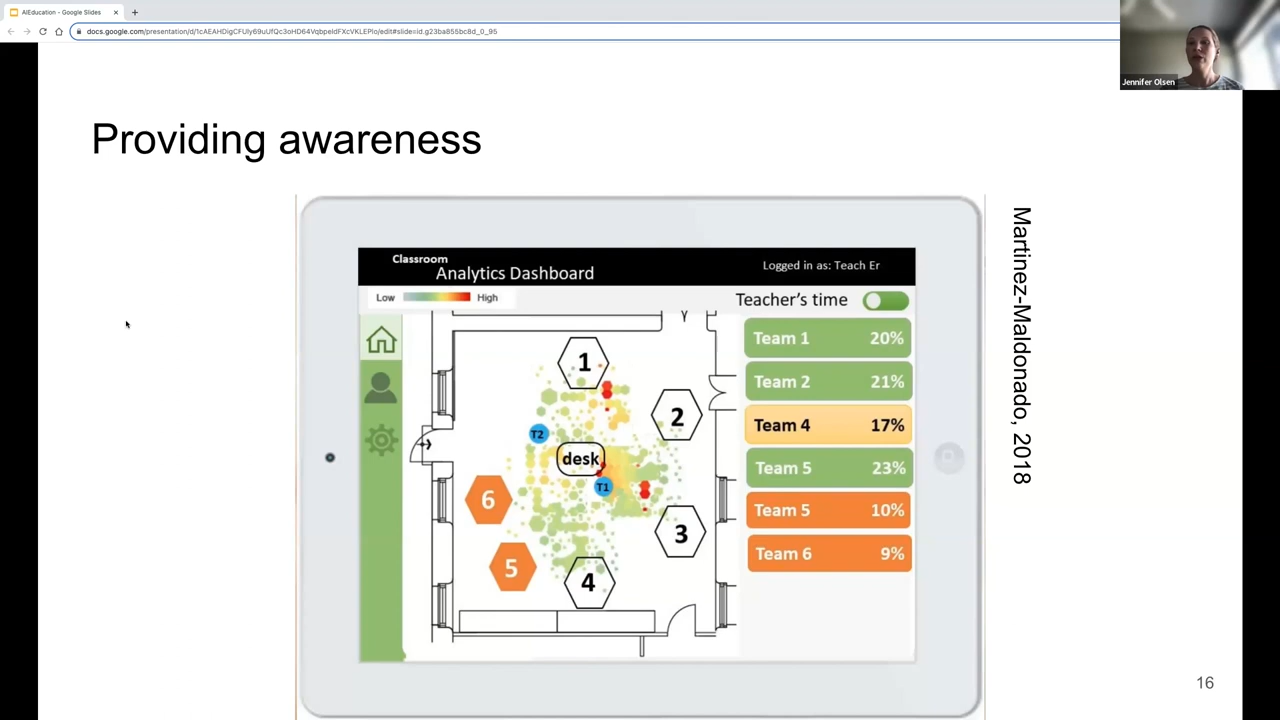 AIEducation - Google Slides
docs.google.com/presentation/d/1cAEAHDigCFUly69uUfQc3oHD64VqbpeldFXcVKLEPlo/edit#slide=id.g23ba855bc8d_0_95
Jennifer Olsen
Providing awareness
Martinez-Maldonado, 2018
Classroom
Analytics Dashboard
Logged in as: Teach Er
Low
High
Teacher's time
Team 1 20%
Team 2 21%
Team 4 17%
Team 5 23%
Team 5 10%
Team 6 9%
1
2
T2
desk
T1
6
3
5
4
16